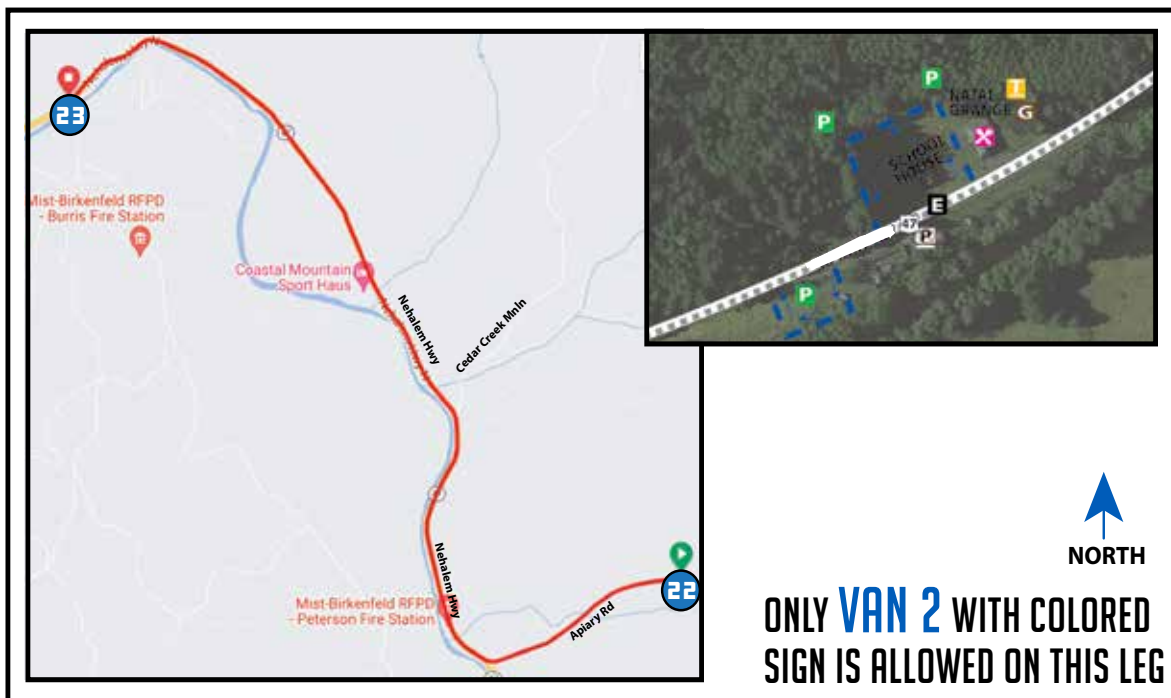 23
Mist-Birkenfeld RFPD
- Burris Fire Station
Coastal Mountain
Sport Haus
Nehalem Hwy
Cedar Creek Mnln
Nehalem Hwy
Mist-Birkenfeld RFPD
- Peterson Fire Station
Apiary Rd
22
P
P
NATAL
GRANGE
T
G
SCHOOL
HOUSE
E
47
P
P
NORTH
ONLY VAN 2 WITH COLORED
SIGN IS ALLOWED ON THIS LEG